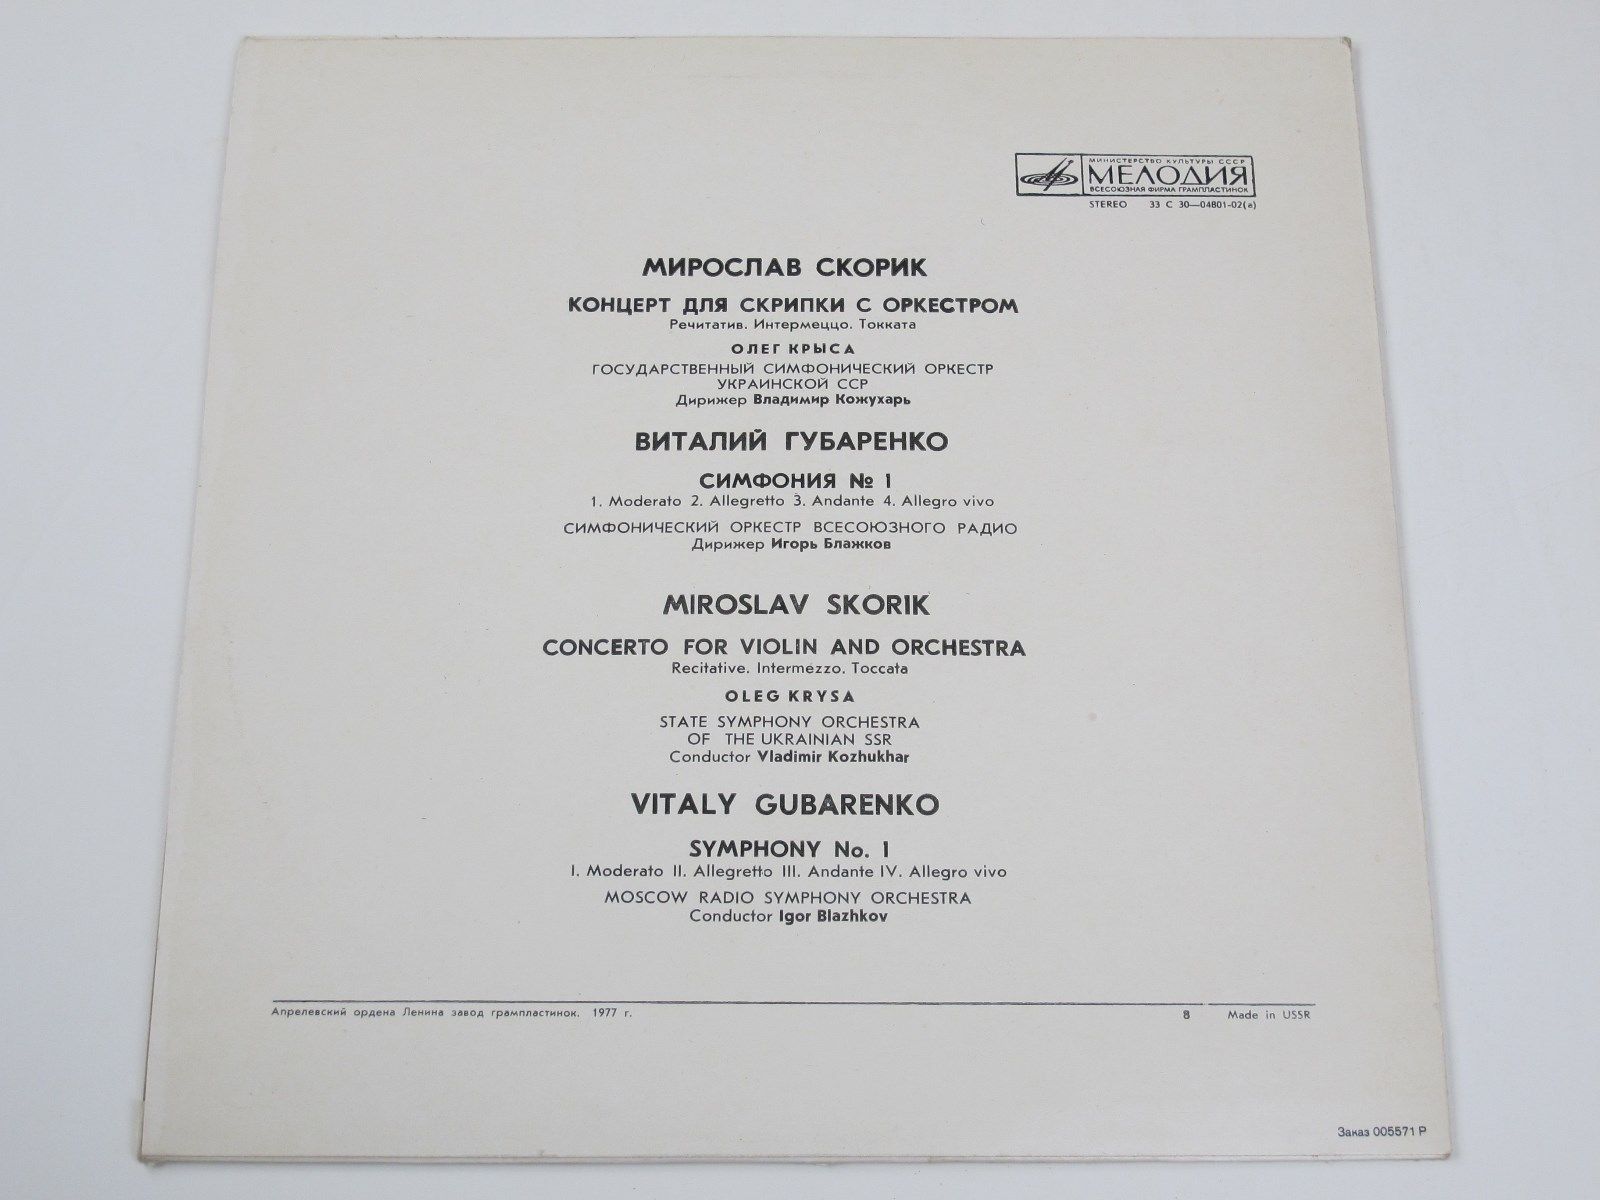 МИНИСТЕРСТВО КУЛЬТУРЫ СССР
МЕЛОДИЯ
ВСЕСОЮЗНАЯ ФИРМА ГРАМПЛАСТИНОК
STEREO 33 С 30—04801-02(а)
МИРОСЛАВ СКОРИК
КОНЦЕРТ ДЛЯ СКРИПКИ С ОРКЕСТРОМ
Речитатив. Интермеццо. Токката
ОЛЕГ КРЫСА
ГОСУДАРСТВЕННЫЙ СИМФОНИЧЕСКИЙ ОРКЕСТР
УКРАИНСКОЙ ССР
Дирижер Владимир Кожухарь
ВИТАЛИЙ ГУБАРЕНКО
СИМФОНИЯ № 1
1. Moderato 2. Allegretto 3. Andante 4. Allegro vivo
СИМФОНИЧЕСКИЙ ОРКЕСТР ВСЕСОЮЗНОГО РАДИО
Дирижер Игорь Блажков
MIROSLAV SKORIK
CONCERTO FOR VIOLIN AND ORCHESTRA
Recitative. Intermezzo. Toccata
OLEG KRYSA
STATE SYMPHONY ORCHESTRA
OF THE UKRAINIAN SSR
Conductor Vladimir Kozhukhar
VITALY GUBARENKO
SYMPHONY No. 1
I. Moderato II. Allegretto III. Andante IV. Allegro vivo
MOSCOW RADIO SYMPHONY ORCHESTRA
Conductor Igor Blazhkov
Апрелевский ордена Ленина завод грампластинок. 1977 г.
8 Made in USSR
Заказ 005571 Р